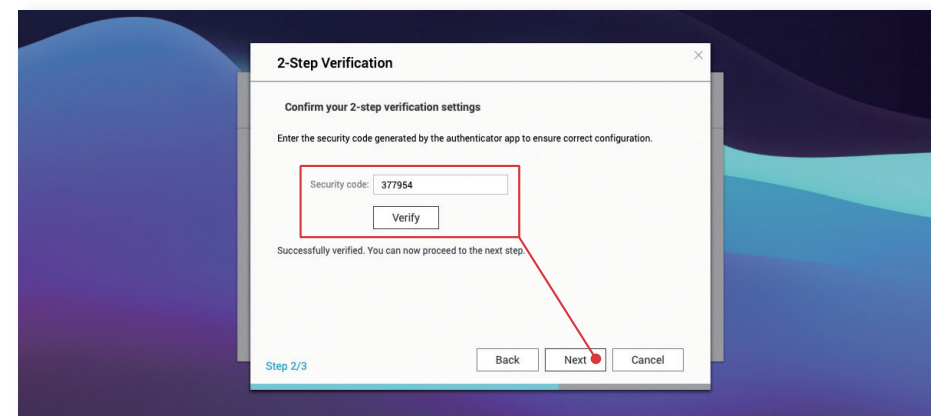 2-Step Verification
Confirm your 2-step verification settings
Enter the security code generated by the authenticator app to ensure correct configuration.
Security code: 377954
Verify
Successfully verified. You can now proceed to the next step.
Step 2/3 Back Next Cancel